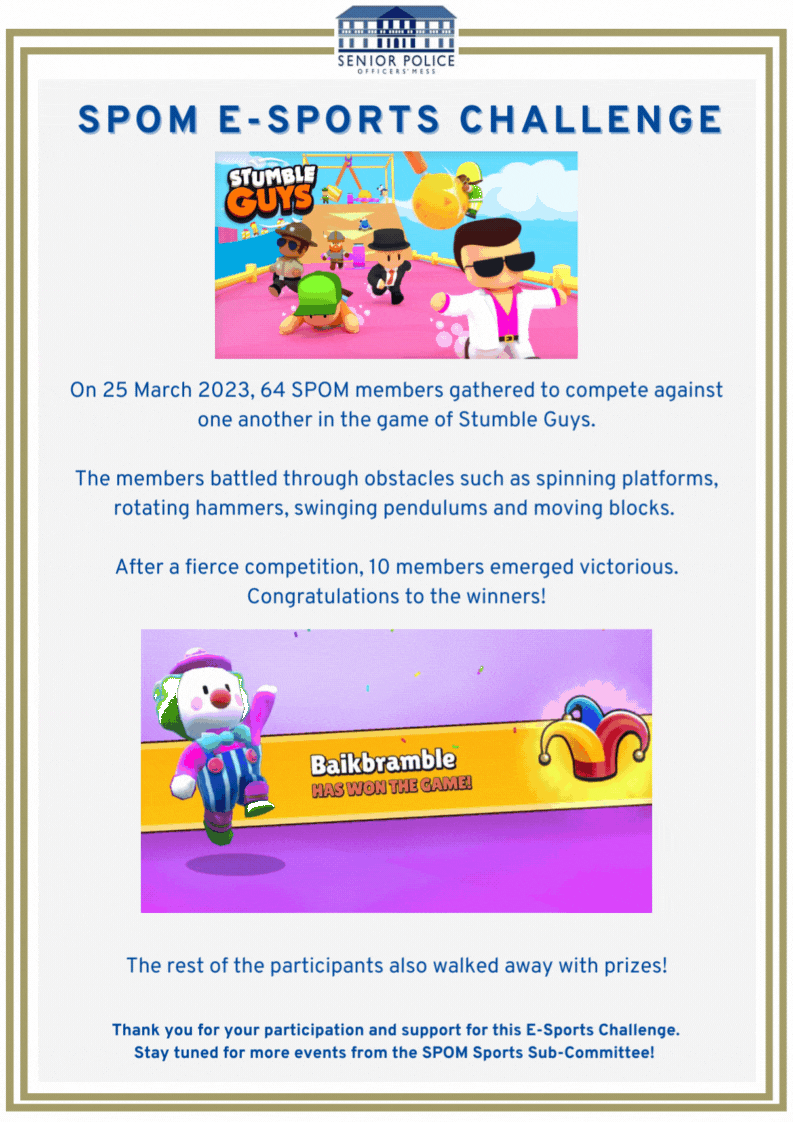 SENIOR POLICE
OFFICERS' MESS
SPOM E-SPORTS CHALLENGE
STUMBLE
GUYS
On 25 March 2023, 64 SPOM members gathered to compete against
one another in the game of Stumble Guys.
The members battled through obstacles such as spinning platforms,
rotating hammers, swinging pendulums and moving blocks.
After a fierce competition, 10 members emerged victorious.
Congratulations to the winners!
Baikbramble
HAS WON THE GAME!
The rest of the participants also walked away with prizes!
Thank you for your participation and support for this E-Sports Challenge.
Stay tuned for more events from the SPOM Sports Sub-Committee!